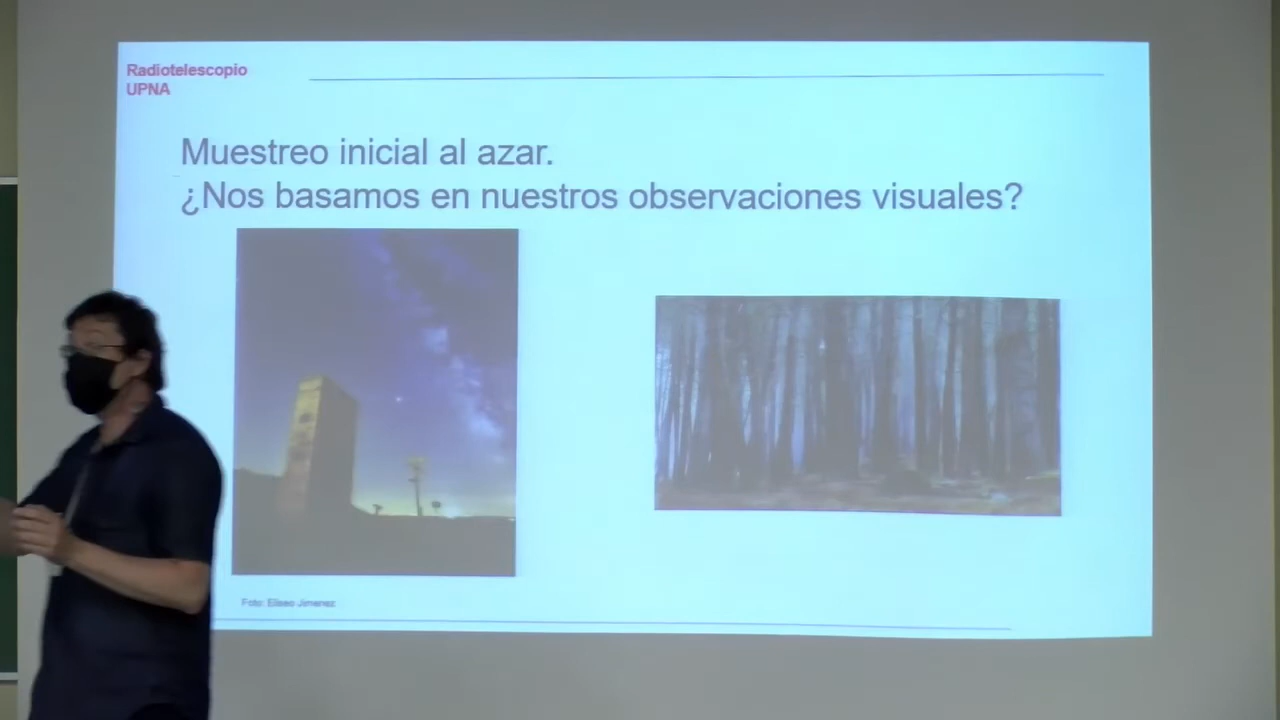 Radiotelescopio
UPNA
Muestreo inicial al azar.
¿Nos basamos en nuestros observaciones visuales?
Foto: Eliseo Jimenez